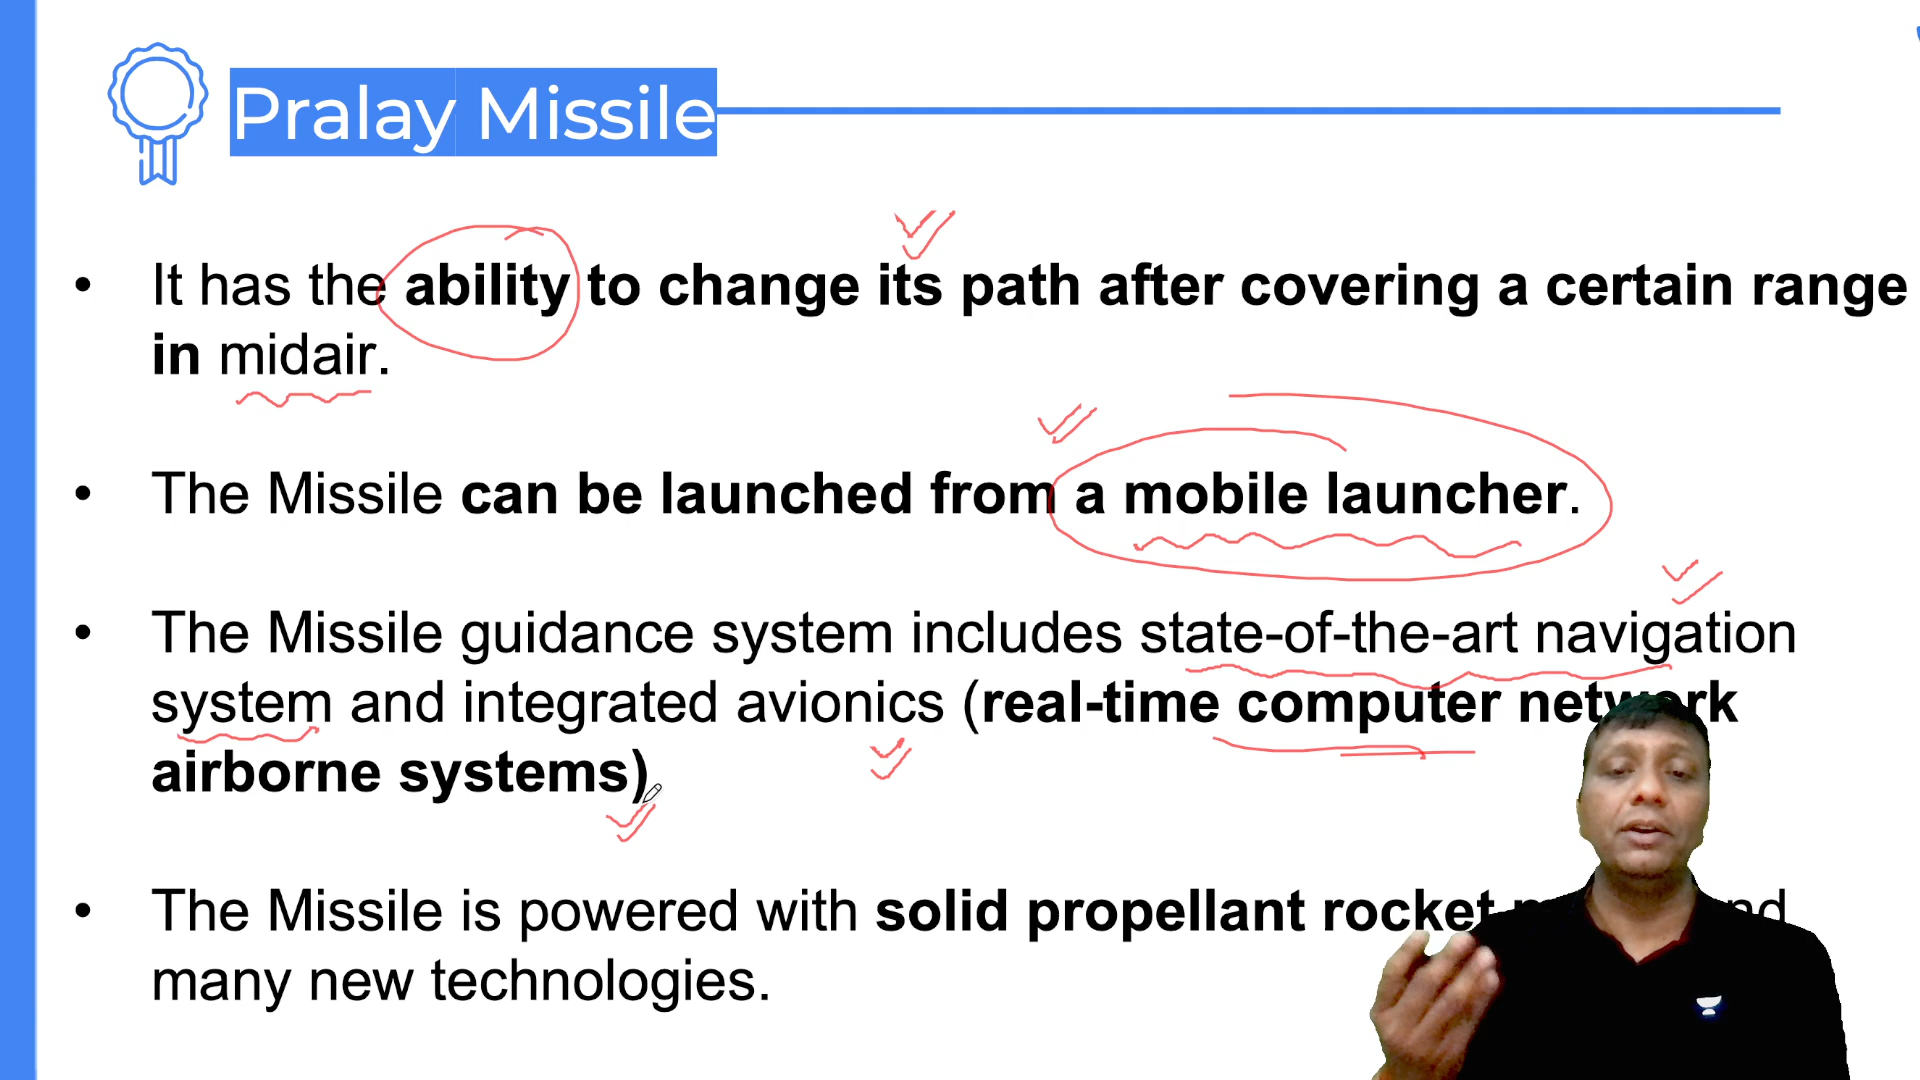 Pralay Missile
• It has the ability to change its path after covering a certain range
in midair.
• The Missile can be launched from a mobile launcher.
• The Missile guidance system includes state-of-the-art navigation
system and integrated avionics (real-time computer network
airborne systems)
• The Missile is powered with solid propellant rocket
many new technologies.